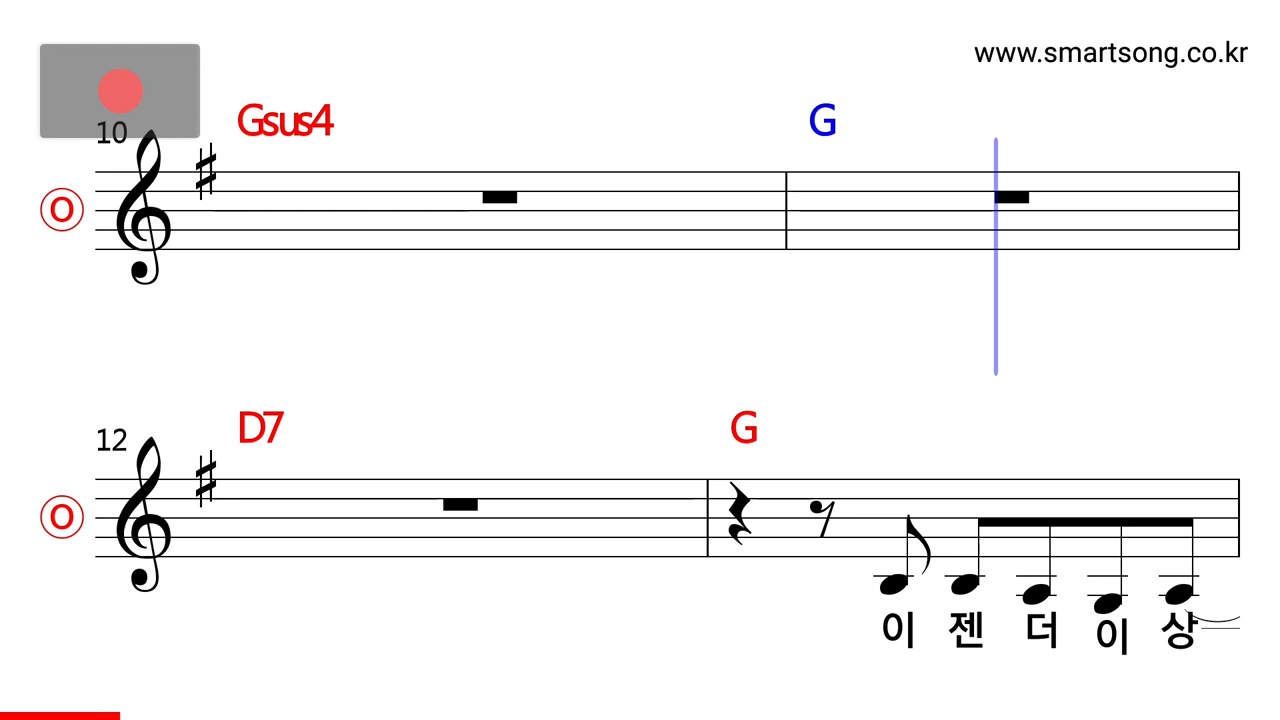 www.smartsong.co.kr
10
Gsus4 G
O
12
D7 G
O
이 젠 더 이 상